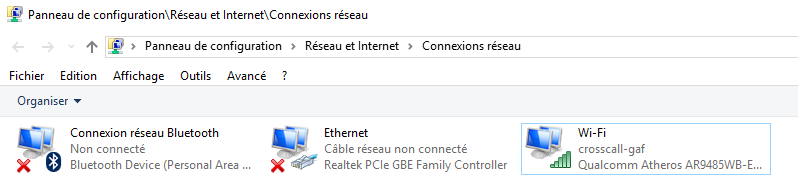 Panneau de configuration\Réseau et Internet\Connexions réseau
Panneau de configuration > Réseau et Internet > Connexions réseau
Fichier Edition Affichage Outils Avancé ?
Organiser
Connexion réseau Bluetooth
Non connecté
Bluetooth Device (Personal Area ...
Ethernet
Câble réseau non connecté
Realtek PCIe GBE Family Controller
Wi-Fi
crosscall-gaf
Qualcomm Atheros AR9485WB-E...